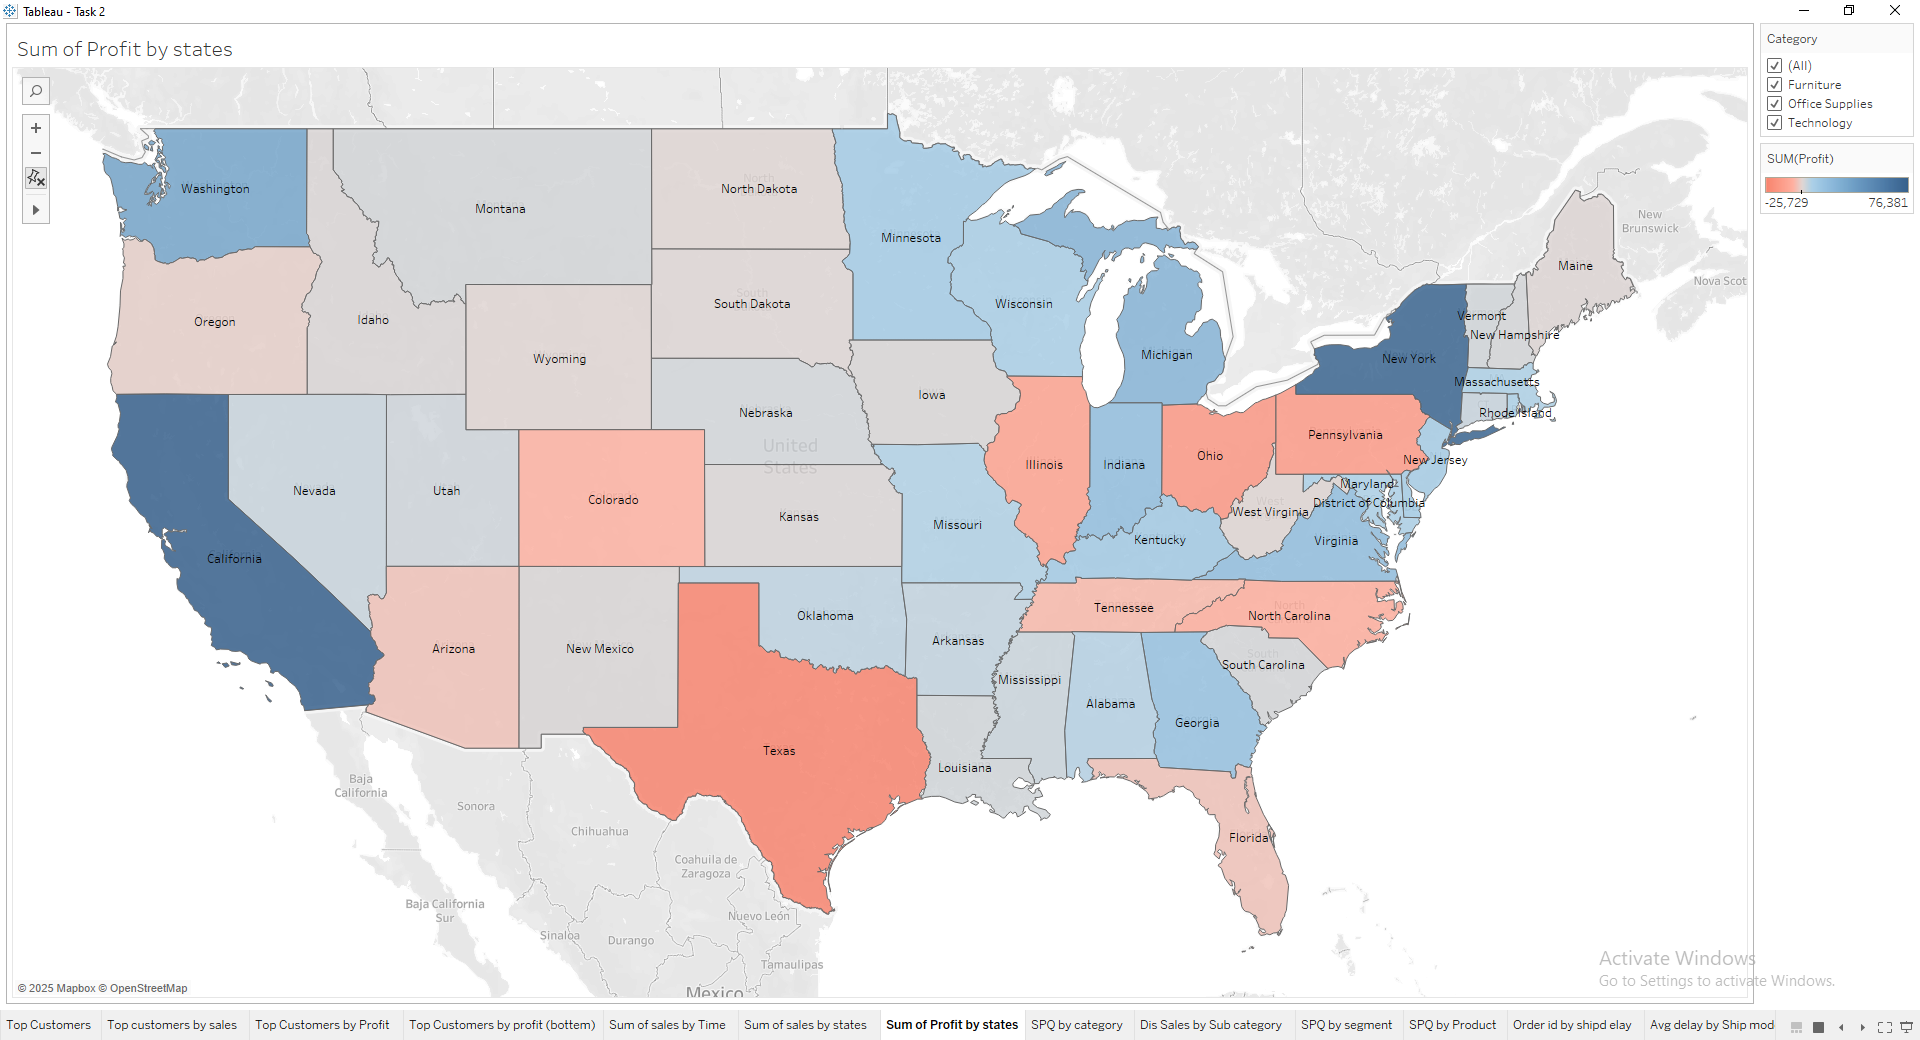 Tableau - Task 2
Sum of Profit by states
Category
(All)
Furniture
Office Supplies
Technology
SUM(Profit)
-25,729 76,381
Washington
Montana
North Dakota
Minnesota
Maine
New
Brunswick
Nova Scot
Oregon
Idaho
Wyoming
South Dakota
Wisconsin
Michigan
Vermont
New Hampshire
New York
Massachusetts
Rhode Island
Iowa
Nebraska
United
States
Nevada
Utah
Colorado
Kansas
Missouri
Illinois
Indiana
Ohio
Pennsylvania
New Jersey
Maryland
District of Columbia
West Virginia
Virginia
Kentucky
California
Arizona
New Mexico
Oklahoma
Arkansas
Tennessee
North Carolina
South Carolina
Mississippi
Alabama
Georgia
Texas
Louisiana
Florida
Baja
California
Sonora
Chihuahua
Coahuila de
Zaragoza
Baja California
Sur
Sinaloa
Durango
Nuevo León
Tamaulipas
Mexico
© 2025 Mapbox © OpenStreetMap
Activate Windows
Go to Settings to activate Windows.
Top Customers
Top customers by sales
Top Customers by Profit
Top Customers by profit (bottem)
Sum of sales by Time
Sum of sales by states
Sum of Profit by states
SPQ by category
Dis Sales by Sub category
SPQ by segment
SPQ by Product
Order id by shipd elay
Avg delay by Ship mod